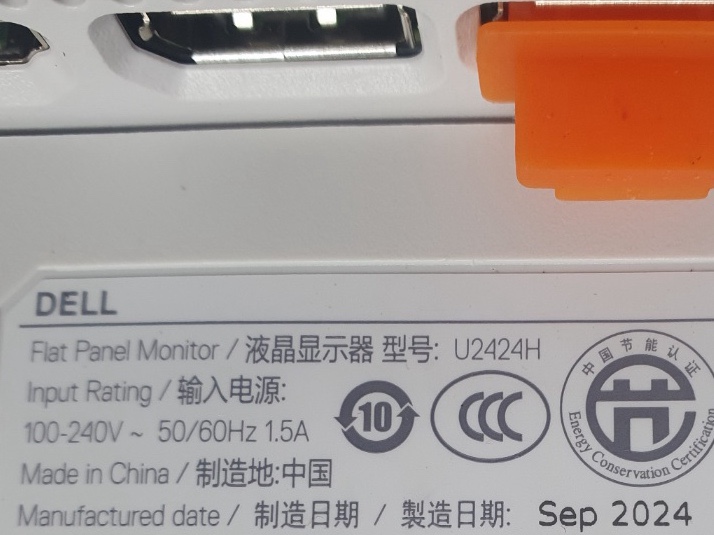 DELL
Flat Panel Monitor / 液晶显示器 型号: U2424H
Input Rating / 输入电源:
100-240V ~ 50/60Hz 1.5A
Made in China / 制造地:中国
Manufactured date / 制造日期 / 製造日期: Sep 2024
10
CCC
中国节能认证
Energy Conservation Certification